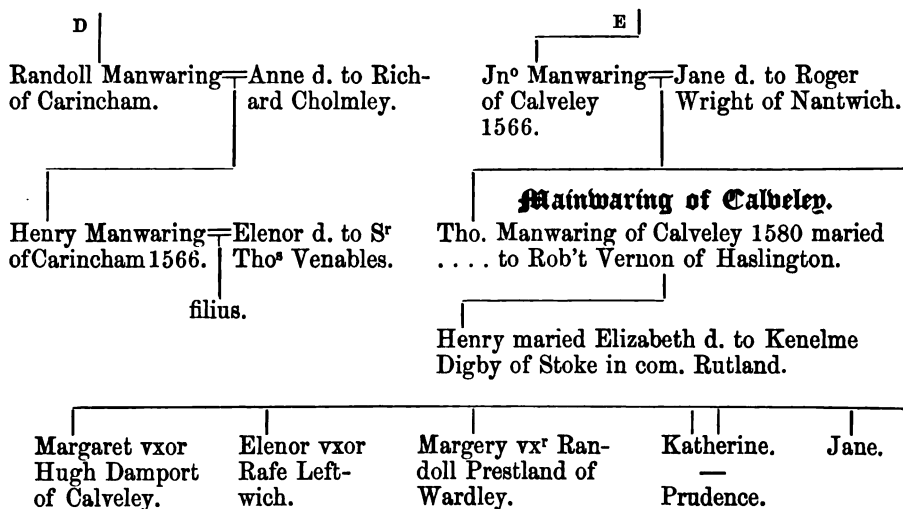 D
E
Randoll Manwaring
of Carincham.
Anne d. to Rich-
ard Cholmley.
Jnᵒ Manwaring
of Calveley
1566.
Jane d. to Roger
Wright of Nantwich.
Mainwaring of Calveley.
Henry Manwaring
of Carincham 1566.
Elenor d. to Sʳ
Thoˢ Venables.
filius.
Tho. Manwaring of Calveley 1580 maried
. . . . to Rob't Vernon of Haslington.
Henry maried Elizabeth d. to Kenelme
Digby of Stoke in com. Rutland.
Margaret vxor
Hugh Damport
of Calveley.
Elenor vxor
Rafe Left-
wich.
Margery vxʳ Ran-
doll Prestland of
Wardley.
Katherine.
—
Prudence.
Jane.